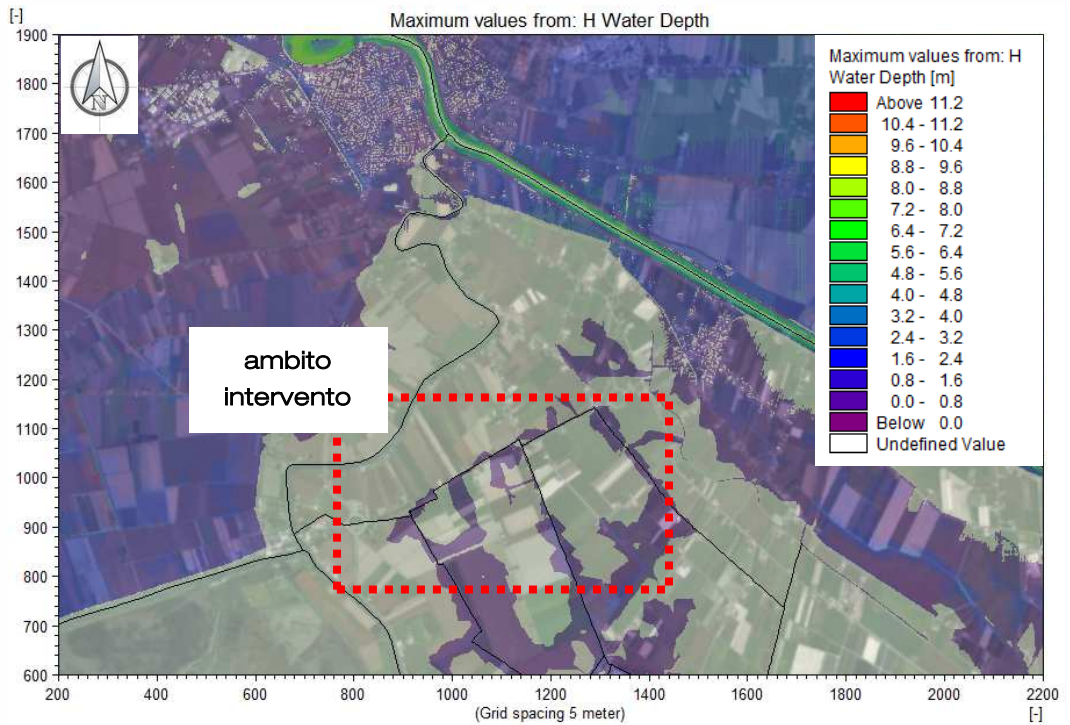 Maximum values from: H Water Depth
[-]
1900
1800
1700
1600
1500
1400
1300
1200
1100
1000
900
800
700
600
N
ambito
intervento
Maximum values from: H
Water Depth [m]
Above 11.2
10.4 - 11.2
9.6 - 10.4
8.8 - 9.6
8.0 - 8.8
7.2 - 8.0
6.4 - 7.2
5.6 - 6.4
4.8 - 5.6
4.0 - 4.8
3.2 - 4.0
2.4 - 3.2
1.6 - 2.4
0.8 - 1.6
0.0 - 0.8
Below 0.0
Undefined Value
200 400 600 800 1000 1200 1400 1600 1800 2000 2200
(Grid spacing 5 meter)
[-]